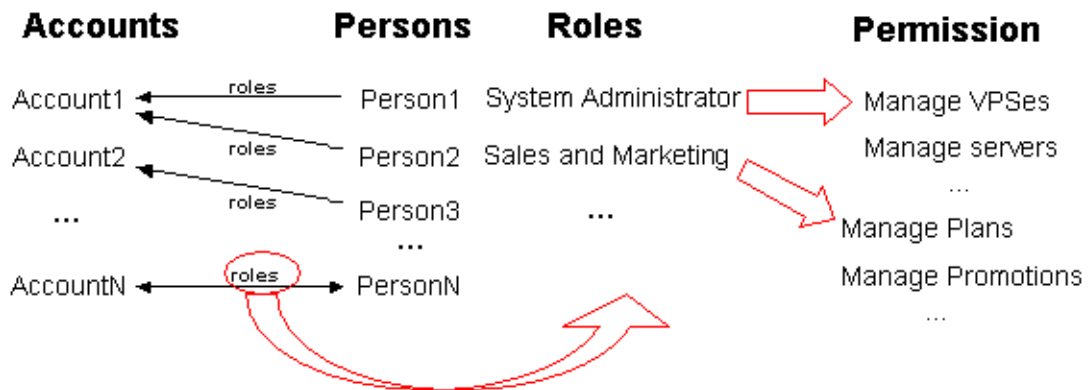 Accounts Persons Roles Permission
roles
Account1 Person1 System Administrator Manage VPSes
roles
Account2 Person2 Sales and Marketing Manage servers
...
roles
... Person3 ... Manage Plans
...
roles
AccountN PersonN Manage Promotions
...